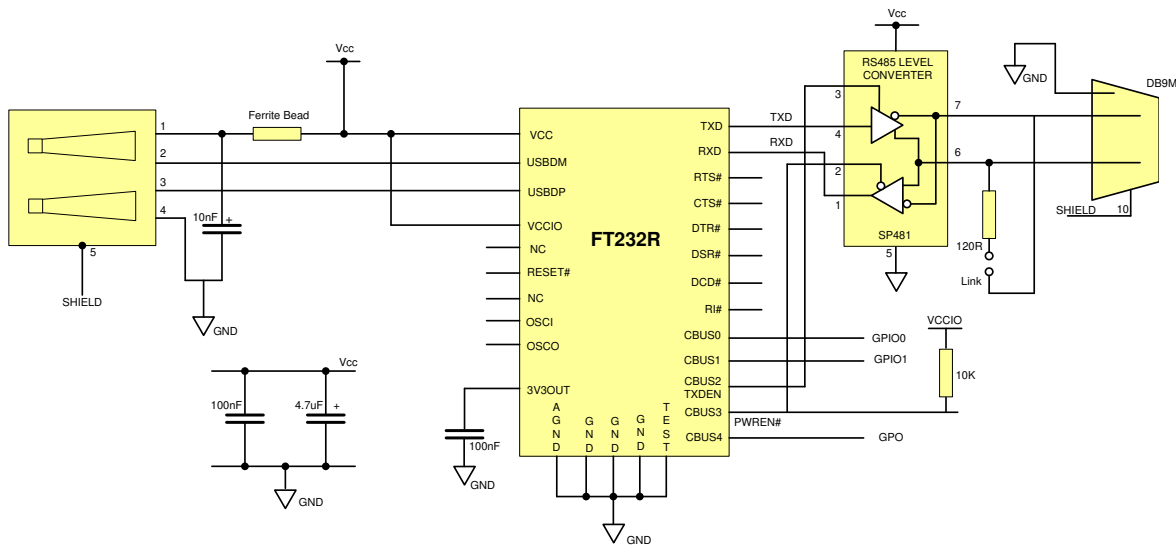 Vcc
Vcc
RS485 LEVEL
CONVERTER
GND
DB9M
Ferrite Bead
1
2
3
4
5
SHIELD
10nF
+
GND
FT232R
VCC
USBDM
USBDP
VCCIO
NC
RESET#
NC
OSCI
OSCO
3V3OUT
AGND
GND
GND
GND
TEST
TXD
RXD
RTS#
CTS#
DTR#
DSR#
DCD#
RI#
CBUS0
CBUS1
CBUS2
TXDEN
CBUS3
CBUS4
TXD
RXD
3
4
2
1
7
6
SP481
5
120R
Link
SHIELD
10
GPIO0
GPIO1
VCCIO
10K
PWREN#
GPO
Vcc
100nF
4.7uF
+
GND
100nF
GND
GND